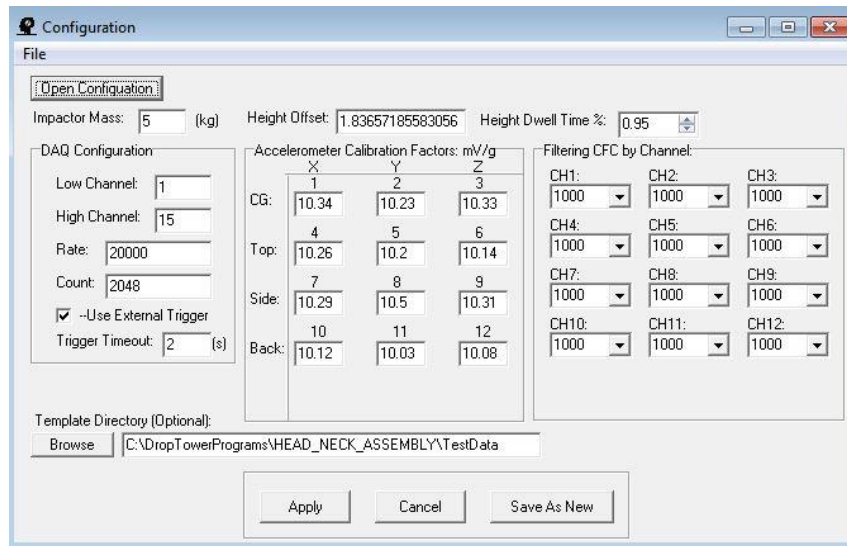 Configuration
File
Open Configuation
Impactor Mass: 5 (kg) Height Offset: 1.83657185583056 Height Dwell Time %: 0.95
DAQ Configuration
Low Channel: 1
High Channel: 15
Rate: 20000
Count: 2048
--Use External Trigger
Trigger Timeout: 2 (s)
Accelerometer Calibration Factors: mV/g
X Y Z
1 2 3
CG: 10.34 10.23 10.33
4 5 6
Top: 10.26 10.2 10.14
7 8 9
Side: 10.29 10.5 10.31
10 11 12
Back: 10.12 10.03 10.08
Filtering CFC by Channel:
CH1: CH2: CH3:
1000 1000 1000
CH4: CH5: CH6:
1000 1000 1000
CH7: CH8: CH9:
1000 1000 1000
CH10: CH11: CH12:
1000 1000 1000
Template Directory (Optional):
Browse C:\DropTowerPrograms\HEAD_NECK_ASSEMBLY\TestData
Apply Cancel Save As New